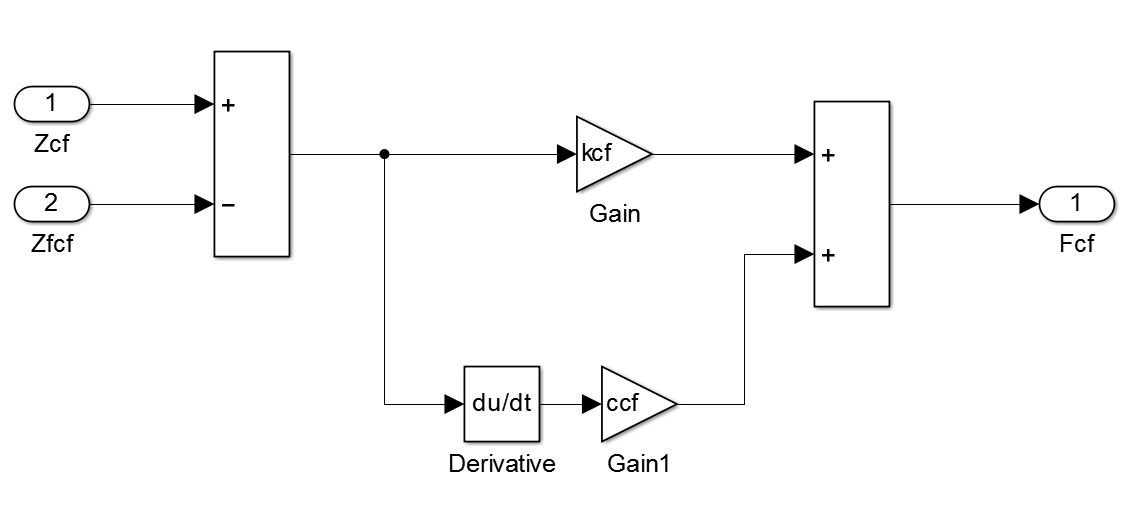 1
Zcf
+
2
Zfcf
−
kcf
Gain
du/dt
Derivative
ccf
Gain1
+
+
1
Fcf